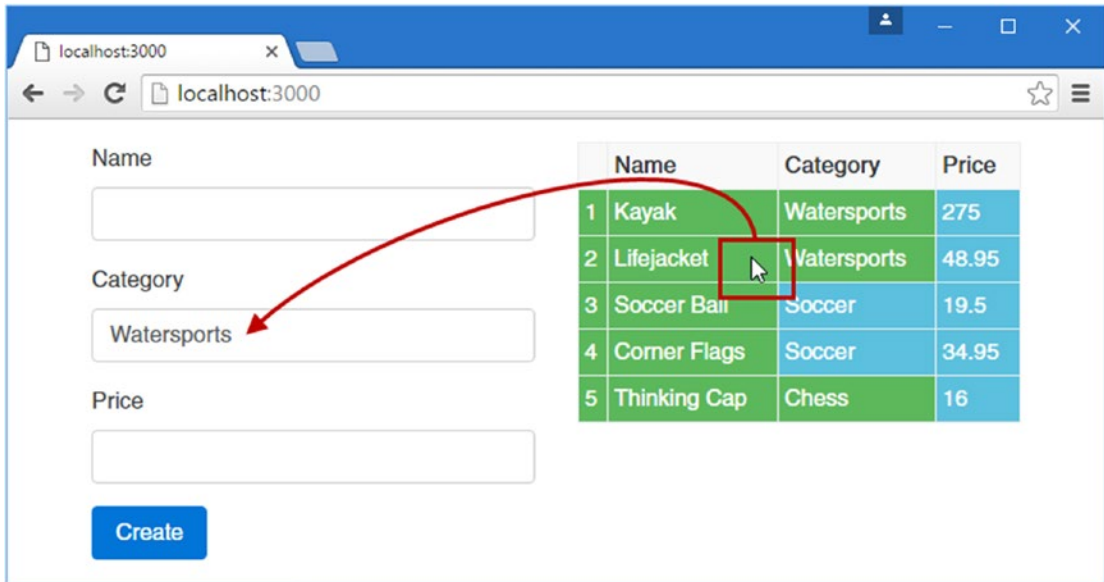 localhost:3000
localhost:3000
Name
Category
Watersports
Price
Create
Name Category Price
1 Kayak Watersports 275
2 Lifejacket Watersports 48.95
3 Soccer Ball Soccer 19.5
4 Corner Flags Soccer 34.95
5 Thinking Cap Chess 16